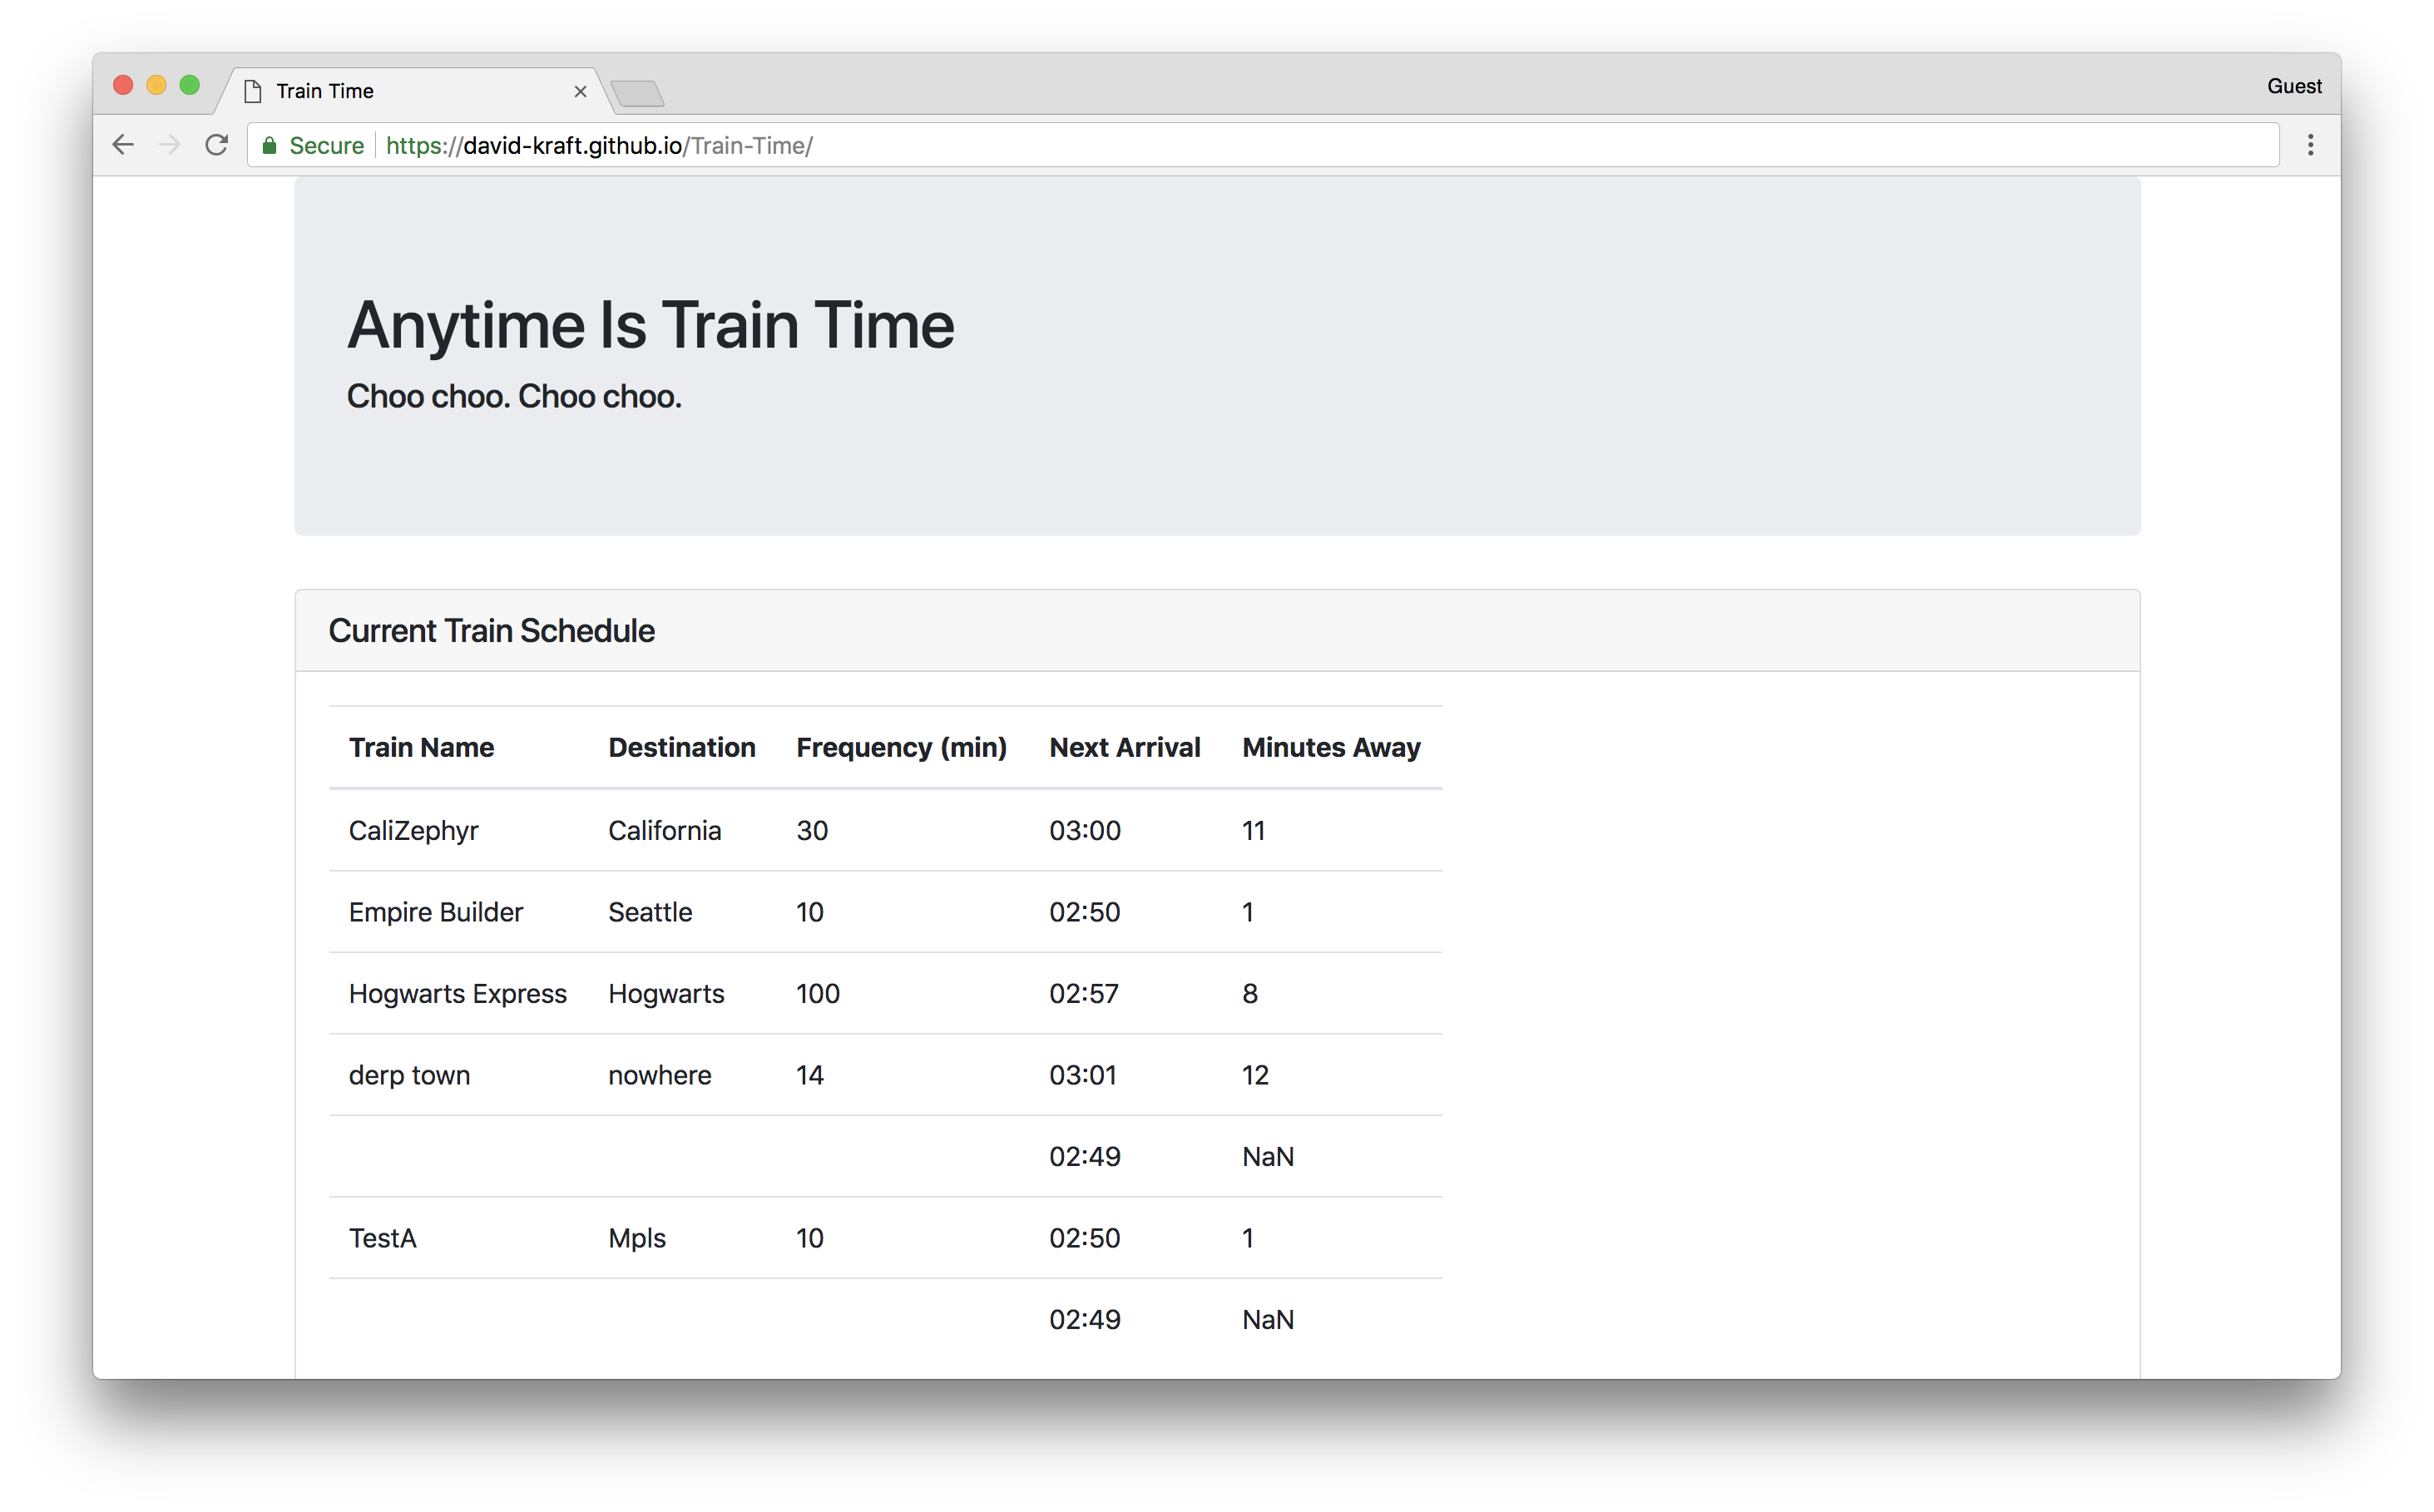 Train Time
Guest
Secure https://david-kraft.github.io/Train-Time/
Anytime Is Train Time
Choo choo. Choo choo.
Current Train Schedule
Train Name Destination Frequency (min) Next Arrival Minutes Away
CaliZephyr California 30 03:00 11
Empire Builder Seattle 10 02:50 1
Hogwarts Express Hogwarts 100 02:57 8
derp town nowhere 14 03:01 12
02:49 NaN
TestA Mpls 10 02:50 1
02:49 NaN